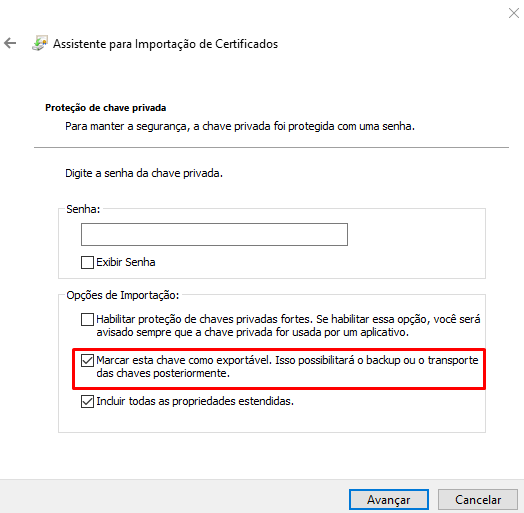 Assistente para Importação de Certificados
Proteção de chave privada
Para manter a segurança, a chave privada foi protegida com uma senha.
Digite a senha da chave privada.
Senha:
Exibir Senha
Opções de Importação:
Habilitar proteção de chaves privadas fortes. Se habilitar essa opção, você será
avisado sempre que a chave privada for usada por um aplicativo.
Marcar esta chave como exportável. Isso possibilitará o backup ou o transporte
das chaves posteriormente.
Incluir todas as propriedades estendidas.
Avançar
Cancelar